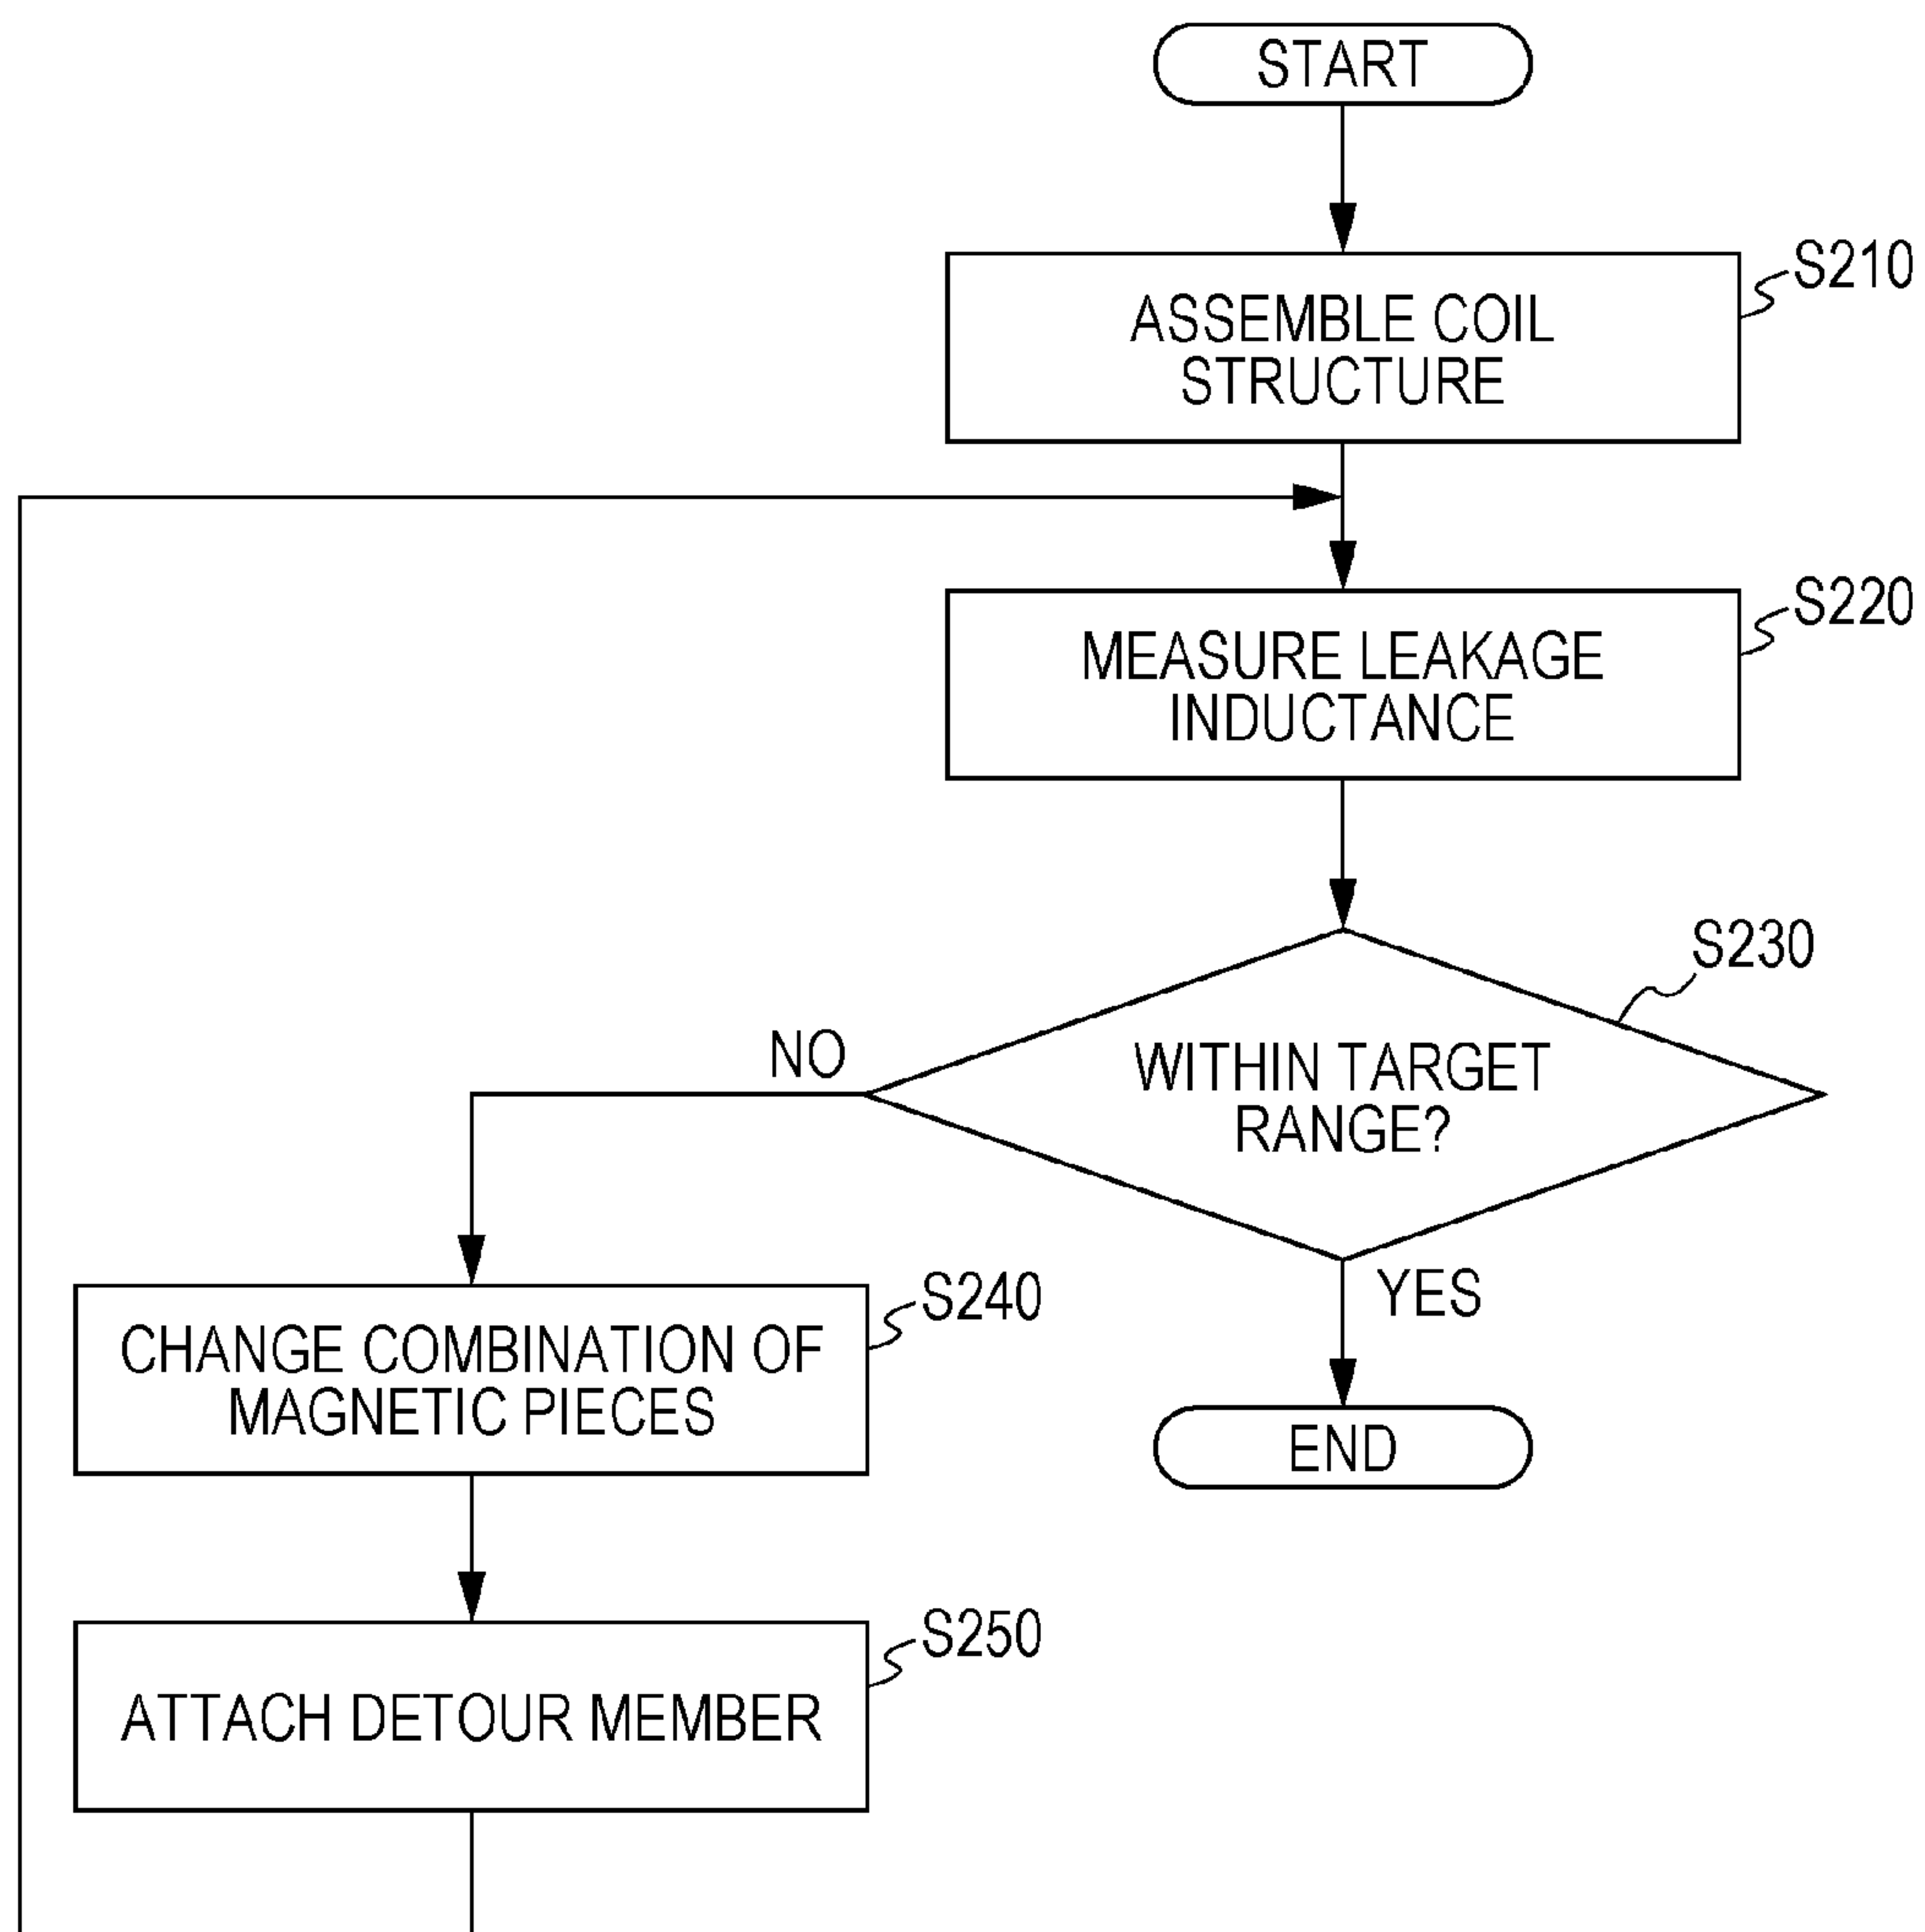 START
S210
ASSEMBLE COIL
STRUCTURE
S220
MEASURE LEAKAGE
INDUCTANCE
S230
NO
WITHIN TARGET
RANGE?
YES
S240
CHANGE COMBINATION OF
MAGNETIC PIECES
END
S250
ATTACH DETOUR MEMBER